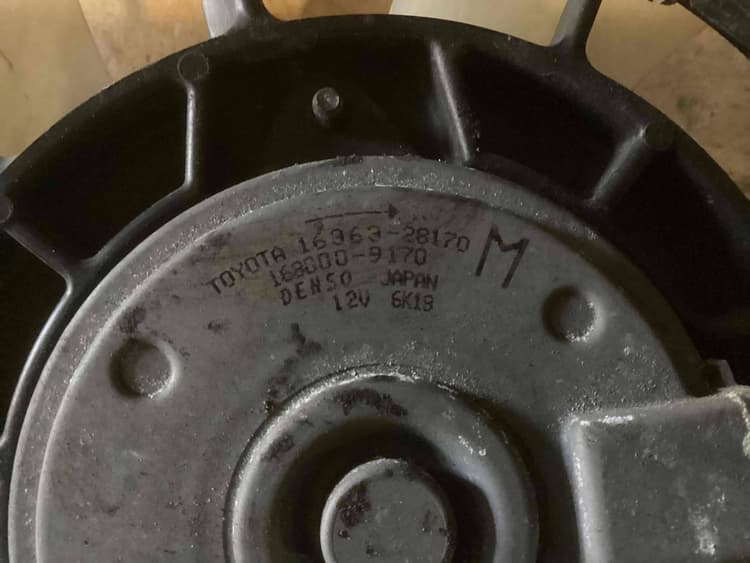 TOYOTA 16363-28170
168000-9170
DENSO JAPAN
12V 6K18
M